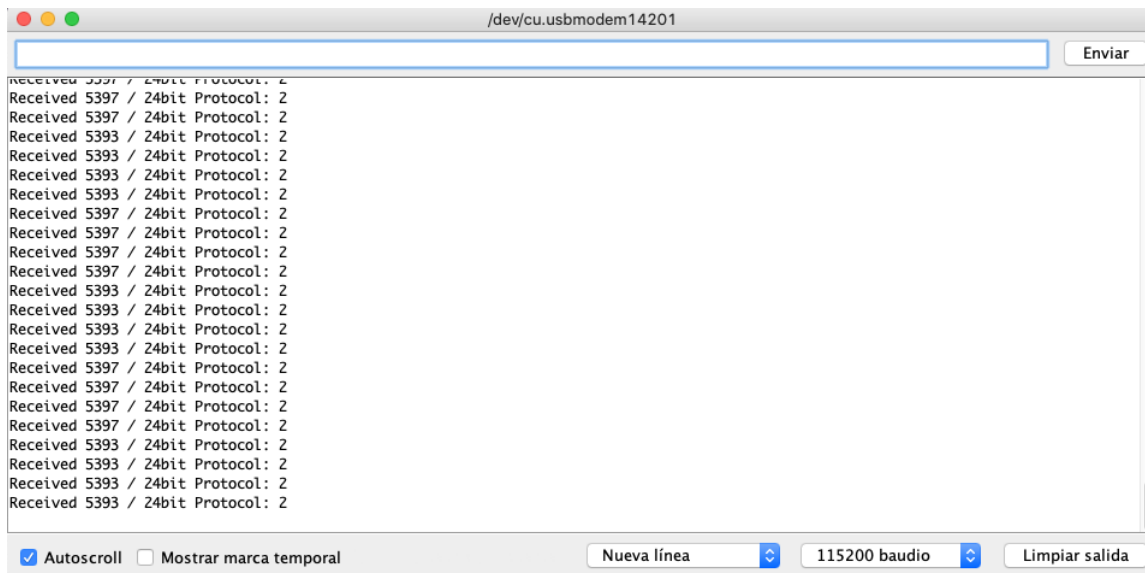 /dev/cu.usbmodem14201
Enviar
Received 5397 / 24bit Protocol: 2
Received 5397 / 24bit Protocol: 2
Received 5397 / 24bit Protocol: 2
Received 5393 / 24bit Protocol: 2
Received 5393 / 24bit Protocol: 2
Received 5393 / 24bit Protocol: 2
Received 5393 / 24bit Protocol: 2
Received 5397 / 24bit Protocol: 2
Received 5397 / 24bit Protocol: 2
Received 5397 / 24bit Protocol: 2
Received 5397 / 24bit Protocol: 2
Received 5393 / 24bit Protocol: 2
Received 5393 / 24bit Protocol: 2
Received 5393 / 24bit Protocol: 2
Received 5393 / 24bit Protocol: 2
Received 5397 / 24bit Protocol: 2
Received 5397 / 24bit Protocol: 2
Received 5397 / 24bit Protocol: 2
Received 5397 / 24bit Protocol: 2
Received 5393 / 24bit Protocol: 2
Received 5393 / 24bit Protocol: 2
Received 5393 / 24bit Protocol: 2
Received 5393 / 24bit Protocol: 2
Autoscroll Mostrar marca temporal Nueva línea 115200 baudio Limpiar salida